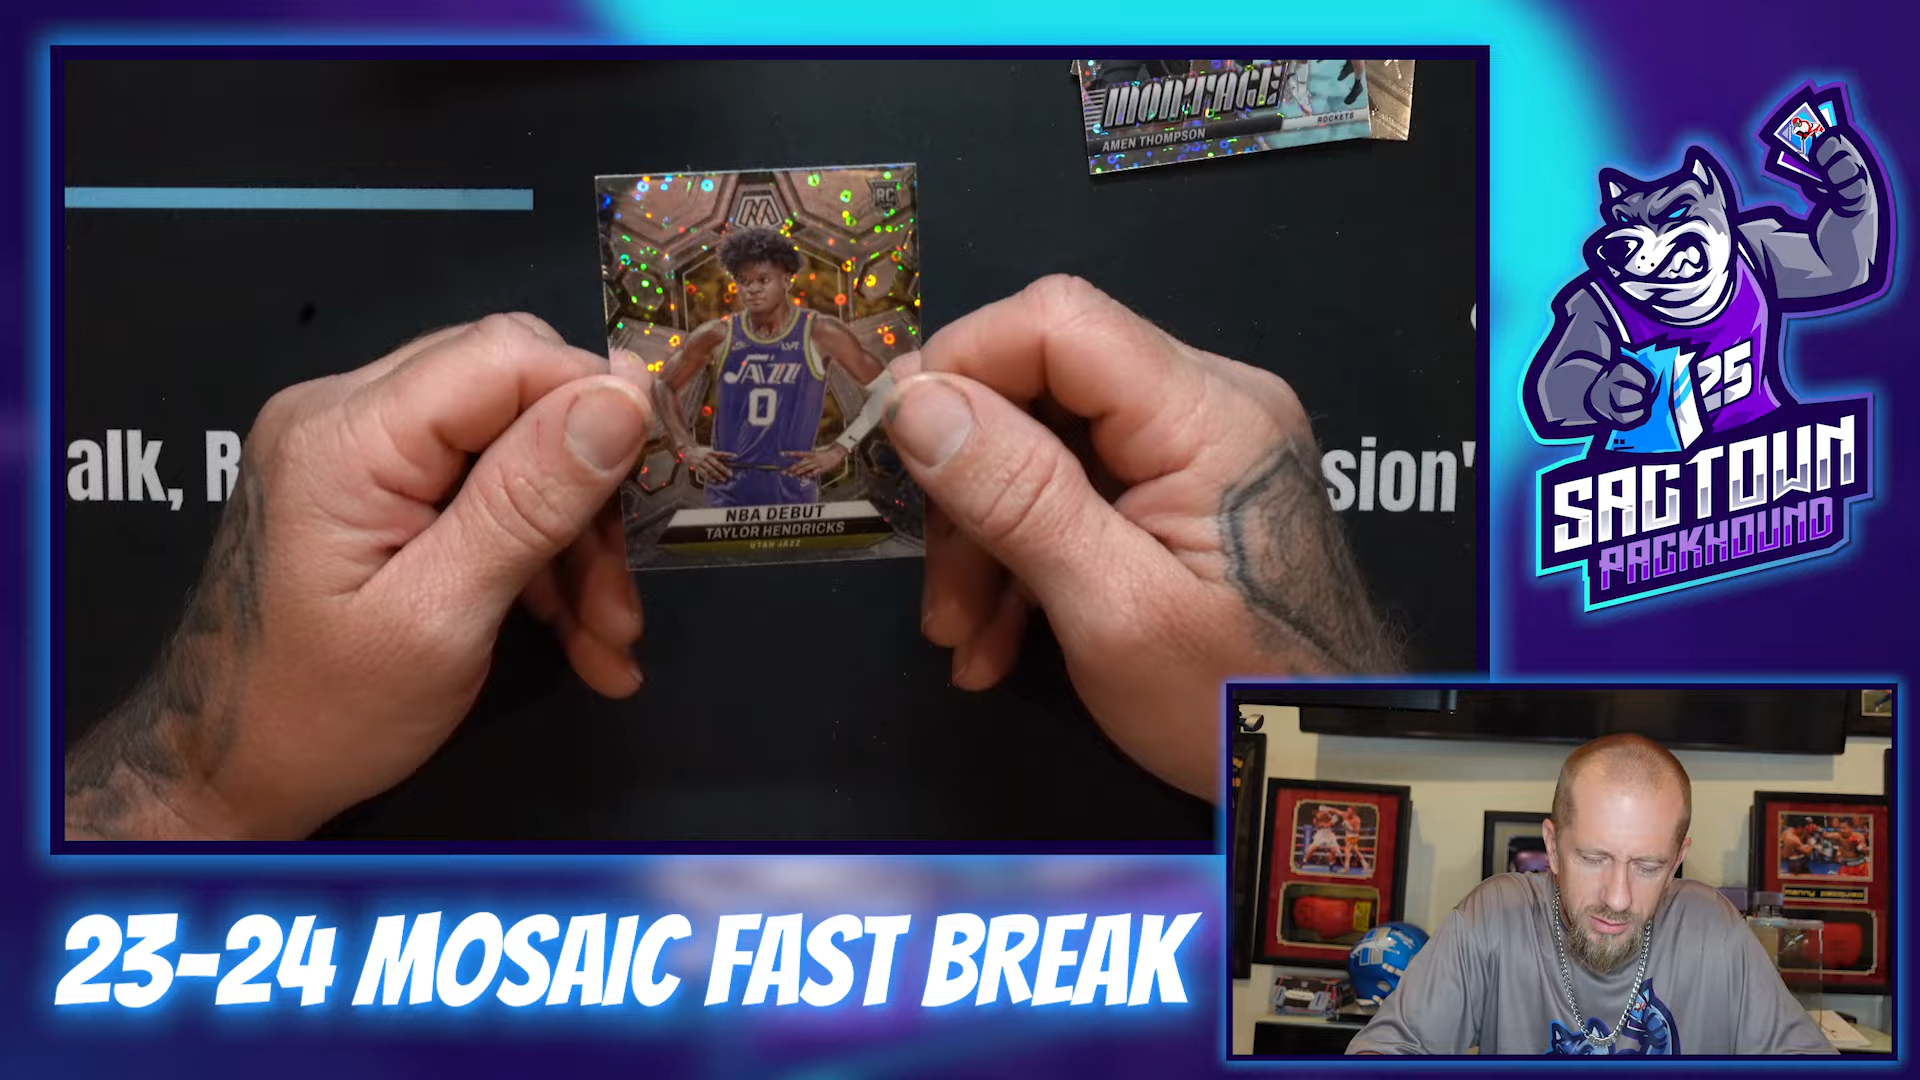 MONTAGE
AMEN THOMPSON
ROCKETS
RC
M
LVT
JAZZ
0
NBA DEBUT
TAYLOR HENDRICKS
UTAH JAZZ
alk, R
sion'
25
SACTOWN
PACKHOUND
23-24 MOSAIC FAST BREAK